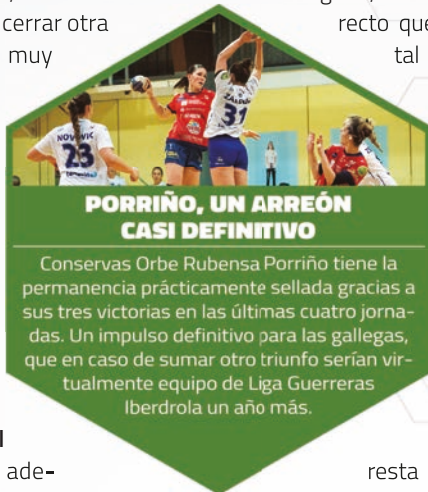 cerrar otra
muy
recto que
tal
NOVOVIC
23
31
PORRIÑO, UN ARREÓN
CASI DEFINITIVO
Conservas Orbe Rubensa Porriño tiene la
permanencia prácticamente sellada gracias a
sus tres victorias en las últimas cuatro jorna-
das. Un impulso definitivo para las gallegas,
que en caso de sumar otro triunfo serían vir-
tualmente equipo de Liga Guerreras
Iberdrola un año más.
ade-
resta